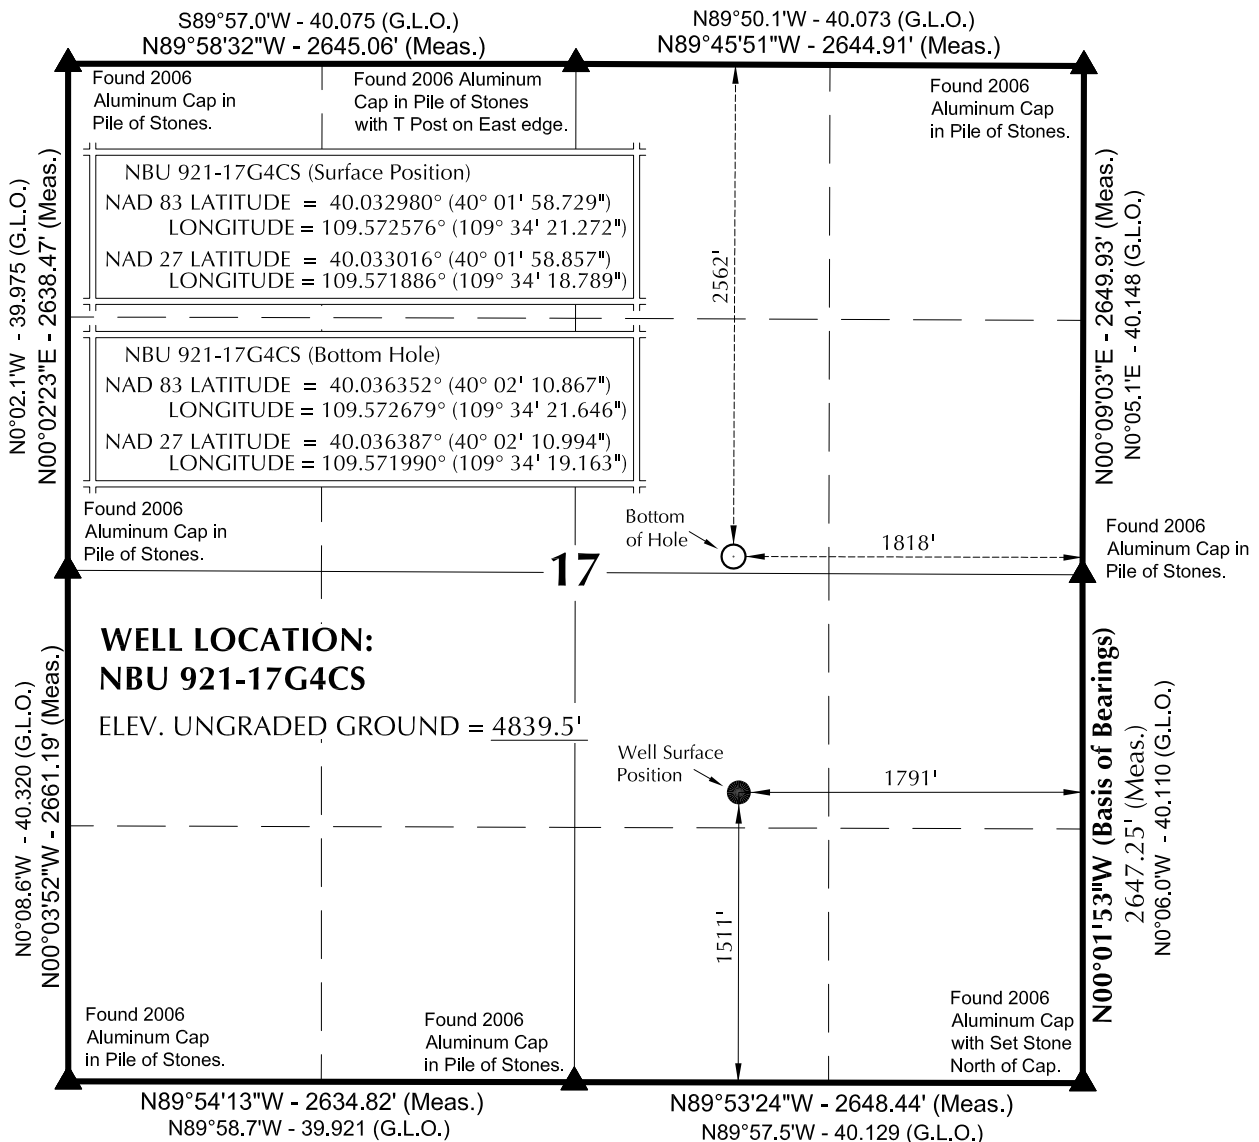 S89°57.0'W - 40.075 (G.L.O.)
N89°58'32"W - 2645.06' (Meas.)
N89°50.1'W - 40.073 (G.L.O.)
N89°45'51"W - 2644.91' (Meas.)
Found 2006
Aluminum Cap in
Pile of Stones.
Found 2006 Aluminum
Cap in Pile of Stones
with T Post on East edge.
Found 2006
Aluminum Cap
in Pile of Stones.
NBU 921-17G4CS (Surface Position)
NAD 83 LATITUDE = 40.032980° (40° 01' 58.729")
LONGITUDE = 109.572576° (109° 34' 21.272")
NAD 27 LATITUDE = 40.033016° (40° 01' 58.857")
LONGITUDE = 109.571886° (109° 34' 18.789")
N0°02.1'W - 39.975 (G.L.O.)
N00°02'23"E - 2638.47' (Meas.)
2562'
N00°09'03"E - 2649.93' (Meas.)
N0°05.1'E - 40.148 (G.L.O.)
NBU 921-17G4CS (Bottom Hole)
NAD 83 LATITUDE = 40.036352° (40° 02' 10.867")
LONGITUDE = 109.572679° (109° 34' 21.646")
NAD 27 LATITUDE = 40.036387° (40° 02' 10.994")
LONGITUDE = 109.571990° (109° 34' 19.163")
Found 2006
Aluminum Cap in
Pile of Stones.
Bottom
of Hole
1818'
Found 2006
Aluminum Cap in
Pile of Stones.
17
WELL LOCATION:
NBU 921-17G4CS
ELEV. UNGRADED GROUND = 4839.5'
Well Surface
Position
1791'
N0°08.6'W - 40.320 (G.L.O.)
N00°03'52"W - 2661.19' (Meas.)
1511'
N00°01'53"W (Basis of Bearings)
2647.25' (Meas.)
N0°06.0'W - 40.110 (G.L.O.)
Found 2006
Aluminum Cap
in Pile of Stones.
Found 2006
Aluminum Cap
in Pile of Stones.
Found 2006
Aluminum Cap
with Set Stone
North of Cap.
N89°54'13"W - 2634.82' (Meas.)
N89°58.7'W - 39.921 (G.L.O.)
N89°53'24"W - 2648.44' (Meas.)
N89°57.5'W - 40.129 (G.L.O.)